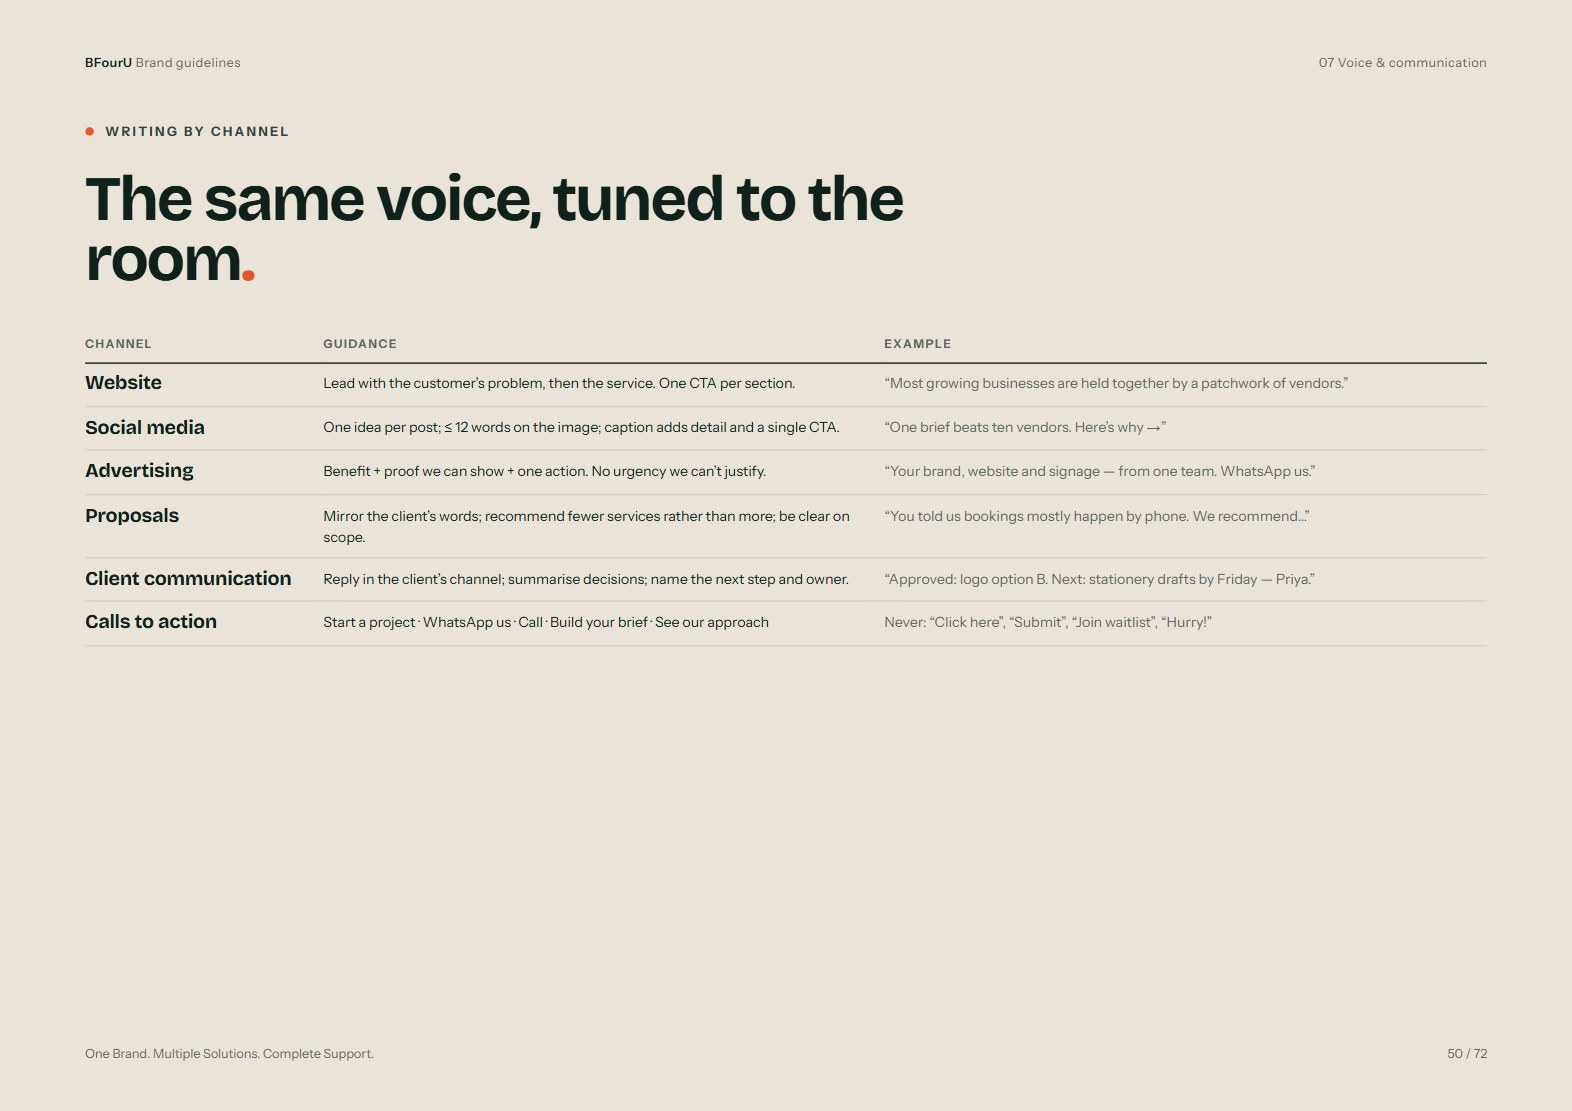 BFourU Brand guidelines
07 Voice & communication
WRITING BY CHANNEL
The same voice, tuned to the
room.
CHANNEL GUIDANCE EXAMPLE
Website Lead with the customer’s problem, then the service. One CTA per section. “Most growing businesses are held together by a patchwork of vendors.”
Social media One idea per post; ≤ 12 words on the image; caption adds detail and a single CTA. “One brief beats ten vendors. Here’s why →”
Advertising Benefit + proof we can show + one action. No urgency we can’t justify. “Your brand, website and signage — from one team. WhatsApp us.”
Proposals Mirror the client’s words; recommend fewer services rather than more; be clear on “You told us bookings mostly happen by phone. We recommend…”
scope.
Client communication Reply in the client’s channel; summarise decisions; name the next step and owner. “Approved: logo option B. Next: stationery drafts by Friday — Priya.”
Calls to action Start a project · WhatsApp us · Call · Build your brief · See our approach Never: “Click here”, “Submit”, “Join waitlist”, “Hurry!”
One Brand. Multiple Solutions. Complete Support.
50 / 72